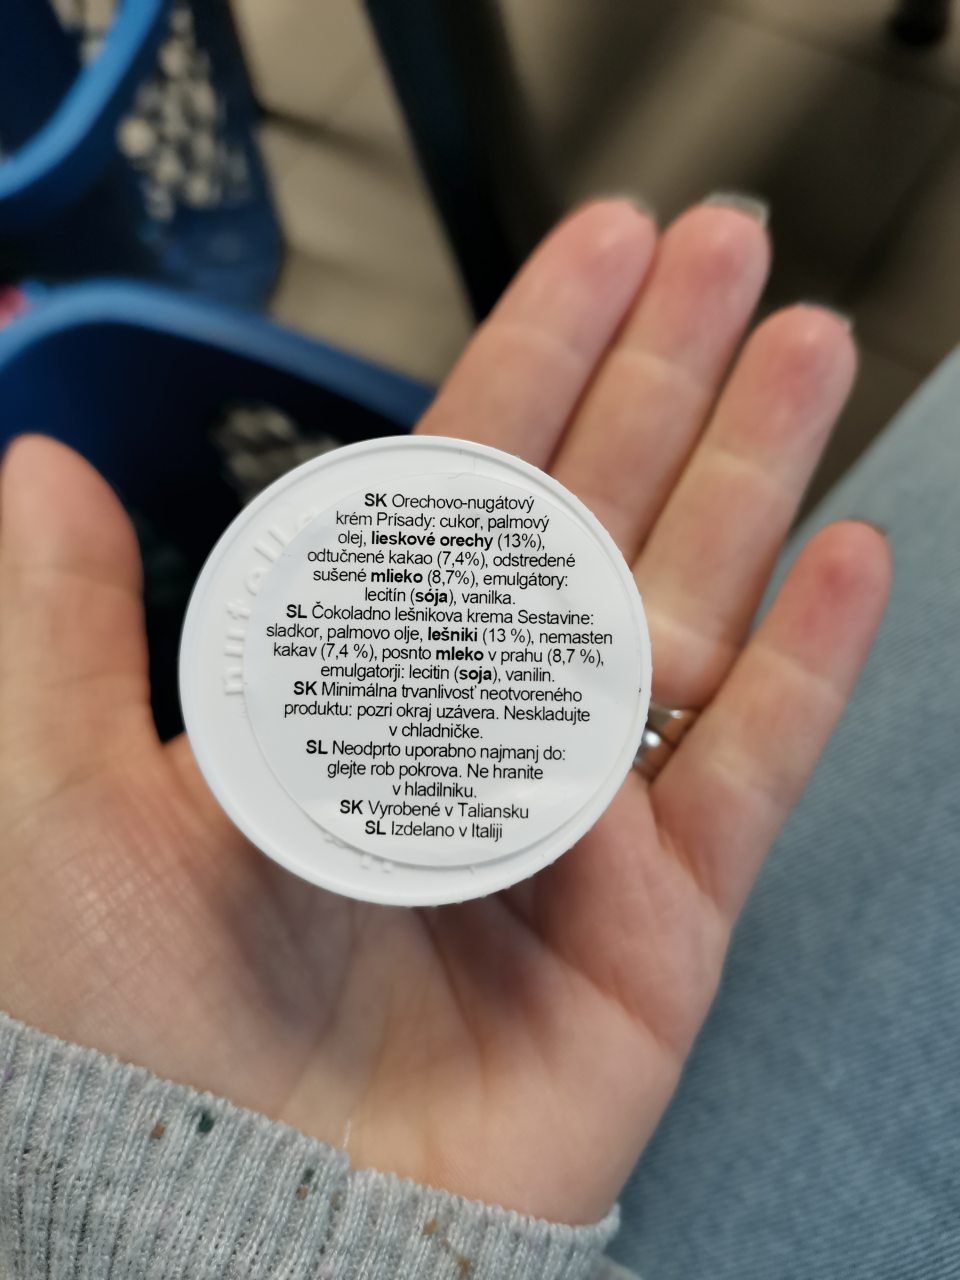 SK Orechovo-nugátový
krém Prísady: cukor, palmový
olej, lieskové orechy (13%),
odtučnené kakao (7,4%), odstredené
sušené mlieko (8,7%), emulgátory:
lecitín (sója), vanilka.
SL Čokoladno lešnikova krema Sestavine:
sladkor, palmovo olje, lešniki (13 %), nemasten
kakav (7,4 %), posnto mleko v prahu (8,7 %),
emulgatorji: lecitin (soja), vanilin.
SK Minimálna trvanlivosť neotvoreného
produktu: pozri okraj uzávera. Neskladujte
v chladničke.
SL Neodprto uporabno najmanj do:
glejte rob pokrova. Ne hranite
v hladilniku.
SK Vyrobené v Taliansku
SL Izdelano v Italiji
nutella